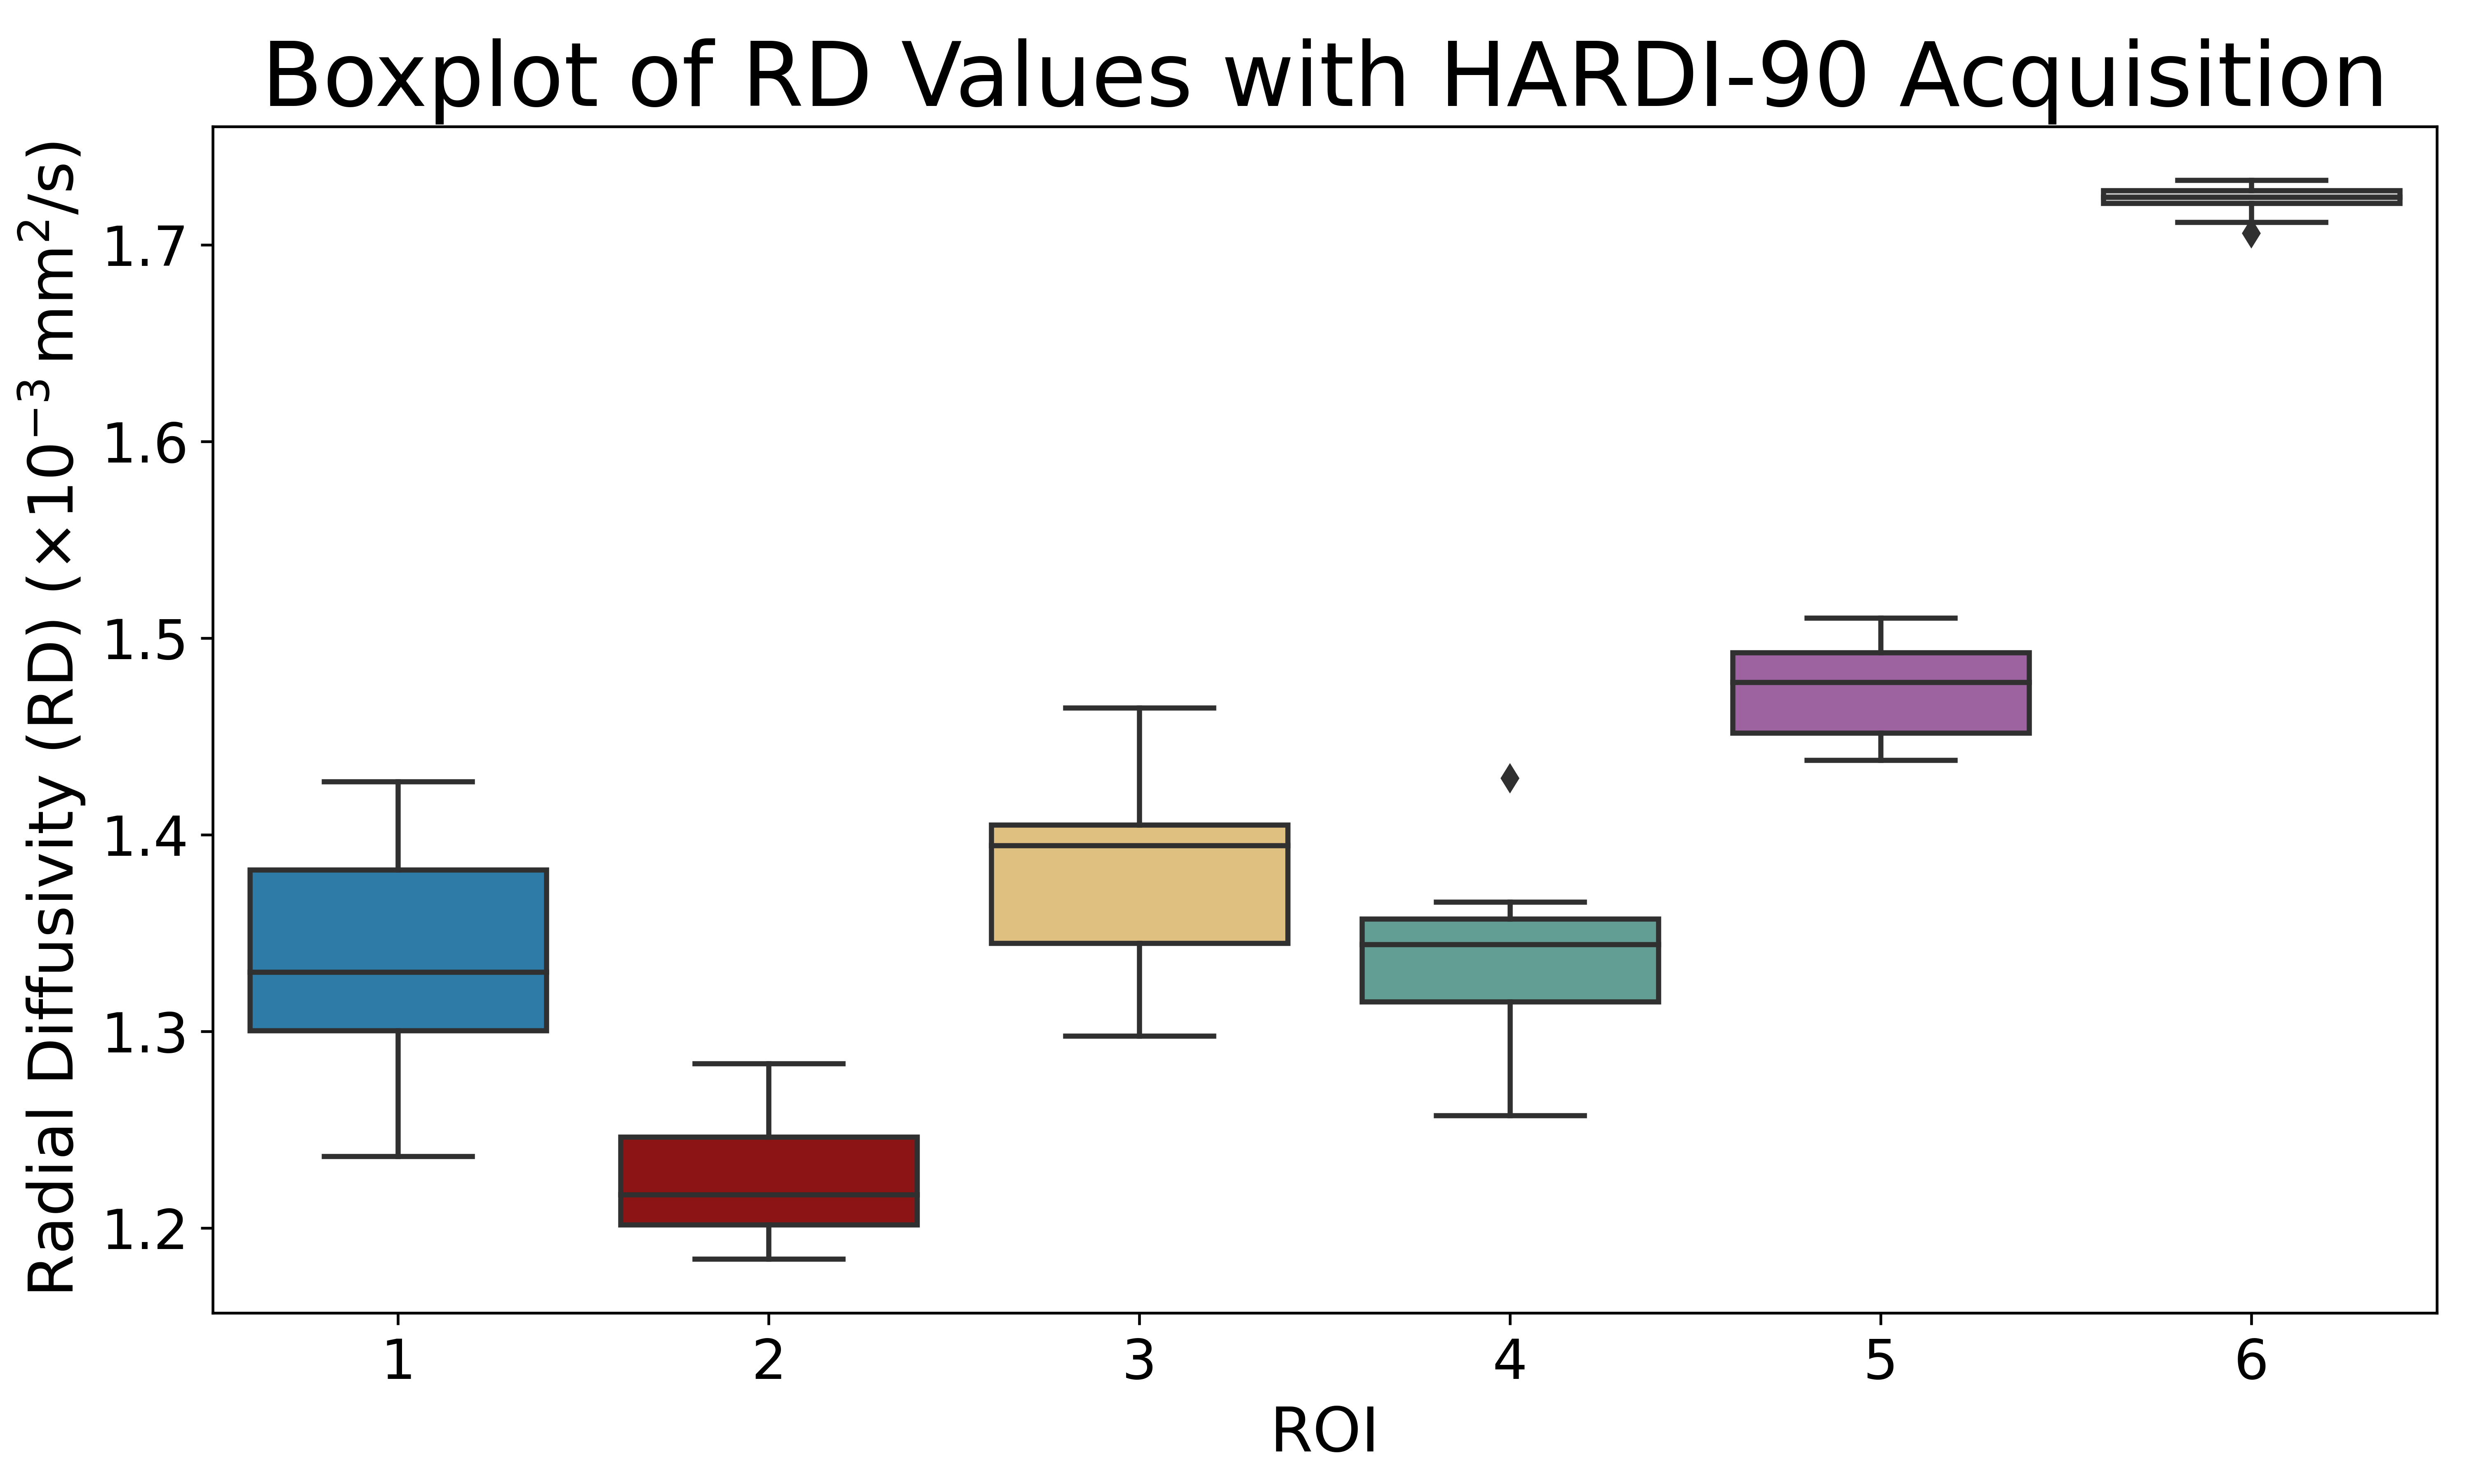 Boxplot of RD Values with HARDI-90 Acquisition
Radial Diffusivity (RD) (×10⁻³ mm²/s)
1.7
1.6
1.5
1.4
1.3
1.2
1 2 3 4 5 6
ROI